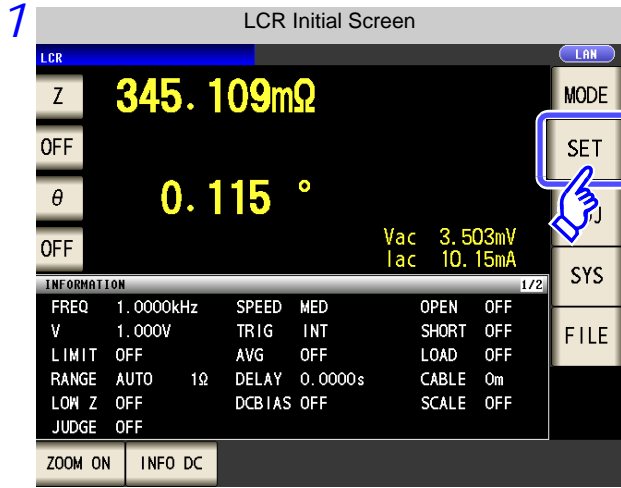 1
LCR Initial Screen
LCR
LAN
Z 345.109mΩ
MODE
OFF
SET
θ 0.115 °
OFF
Vac 3.503mV
Iac 10.15mA
SYS
INFORMATION 1/2
FREQ 1.0000kHz SPEED MED OPEN OFF
V 1.000V TRIG INT SHORT OFF
FILE
LIMIT OFF AVG OFF LOAD OFF
RANGE AUTO 1Ω DELAY 0.0000s CABLE 0m
LOW Z OFF DCBIAS OFF SCALE OFF
JUDGE OFF
ZOOM ON INFO DC